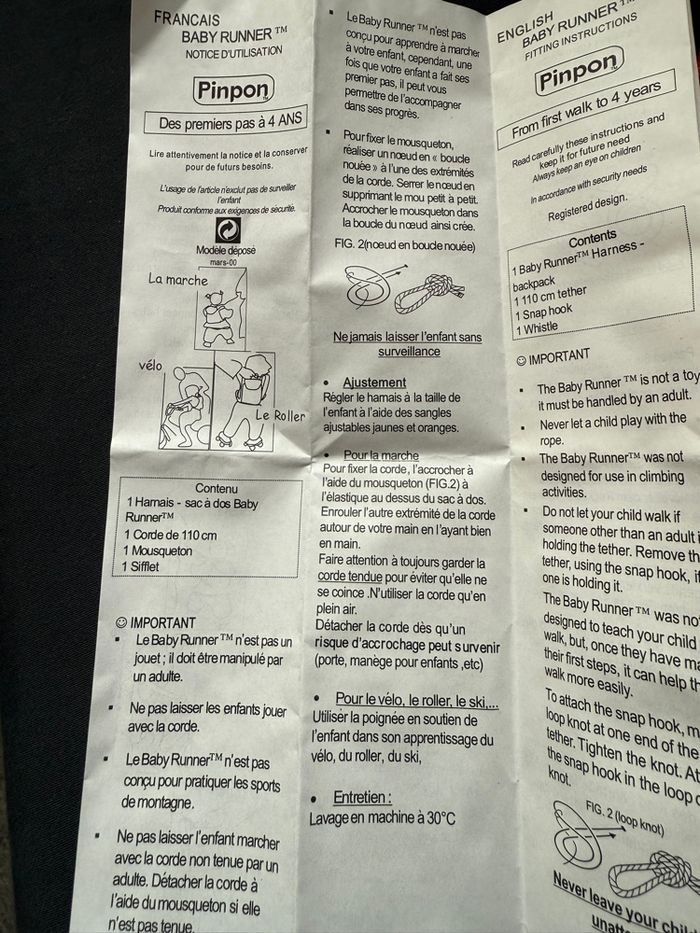 FRANCAIS
BABY RUNNER ™
NOTICE D'UTILISATION
Pinpon
Des premiers pas à 4 ANS
Lire attentivement la notice et la conserver
pour de futurs besoins.
L'usage de l'article n'exclut pas de surveiller
l'enfant
Produit conforme aux exigences de sécurité.
Modèle déposé
mars-00
La marche
vélo
Le Roller
Contenu
1 Harnais - sac à dos Baby
Runner™
1 Corde de 110 cm
1 Mousqueton
1 Sifflet
☺ IMPORTANT
▪ Le Baby Runner ™ n'est pas un
jouet ; il doit être manipulé par
un adulte.
▪ Ne pas laisser les enfants jouer
avec la corde.
▪ Le Baby Runner™ n'est pas
conçu pour pratiquer les sports
de montagne.
▪ Ne pas laisser l'enfant marcher
avec la corde non tenue par un
adulte. Détacher la corde à
l'aide du mousqueton si elle
n'est pas tenue.
▪ Le Baby Runner ™ n'est pas
conçu pour apprendre à marcher
à votre enfant, cependant, une
fois que votre enfant a fait ses
premier pas, il peut vous
permettre de l'accompagner
dans ses progrès.
▪ Pour fixer le mousqueton,
réaliser un nœud en « boucle
nouée » à l'une des extrémités
de la corde. Serrer le nœud en
supprimant le mou petit à petit.
Accrocher le mousqueton dans
la boucle du nœud ainsi crée.
FIG. 2(nœud en boucle nouée)
Ne jamais laisser l'enfant sans
surveillance
• Ajustement
Régler le harnais à la taille de
l'enfant à l'aide des sangles
ajustables jaunes et oranges.
• Pour la marche
Pour fixer la corde, l'accrocher à
l'aide du mousqueton (FIG.2) à
l'élastique au dessus du sac à dos.
Enrouler l'autre extrémité de la corde
autour de votre main en l'ayant bien
en main.
Faire attention à toujours garder la
corde tendue pour éviter qu'elle ne
se coince .N'utiliser la corde qu'en
plein air.
Détacher la corde dès qu'un
risque d'accrochage peut survenir
(porte, manège pour enfants ,etc)
• Pour le vélo, le roller, le ski,...
Utiliser la poignée en soutien de
l'enfant dans son apprentissage du
vélo, du roller, du ski,
• Entretien :
Lavage en machine à 30°C
ENGLISH
BABY RUNNER ™
FITTING INSTRUCTIONS
Pinpon
From first walk to 4 years
Read carefully these instructions and
keep it for future need
Always keep an eye on children
In accordance with security needs
Registered design.
Contents
1 Baby Runner™ Harness -
backpack
1 110 cm tether
1 Snap hook
1 Whistle
☺ IMPORTANT
▪ The Baby Runner ™ is not a toy
it must be handled by an adult.
▪ Never let a child play with the
rope.
▪ The Baby Runner™ was not
designed for use in climbing
activities.
▪ Do not let your child walk if
someone other than an adult i
holding the tether. Remove th
tether, using the snap hook, if
one is holding it.
The Baby Runner ™ was no
designed to teach your child
walk, but, once they have ma
their first steps, it can help th
walk more easily.
To attach the snap hook, m
loop knot at one end of the
tether. Tighten the knot. At
the snap hook in the loop o
knot.
FIG. 2 (loop knot)
Never leave your chil
unatt